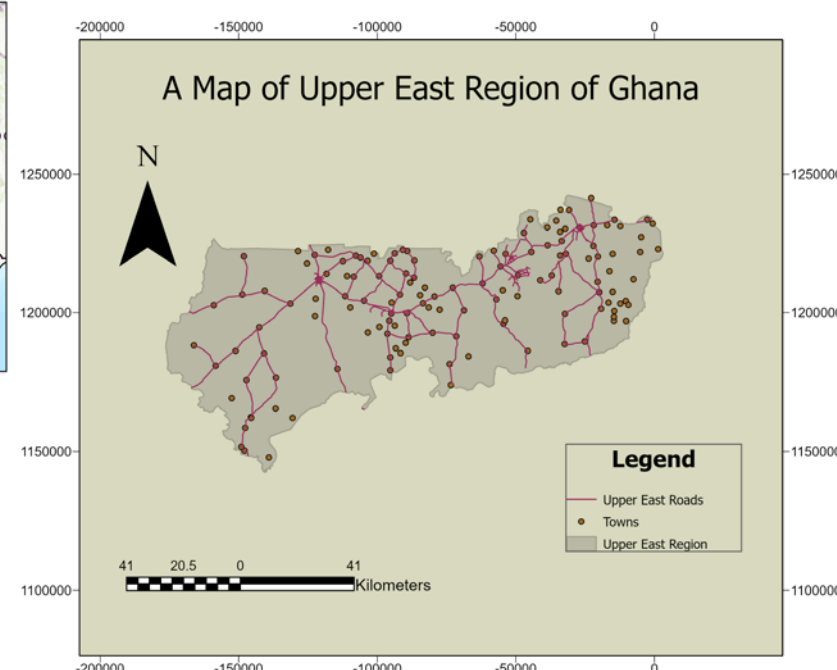 -200000 -150000 -100000 -50000 0
A Map of Upper East Region of Ghana
N
1250000 1250000
1200000 1200000
1150000 1150000
Legend
Upper East Roads
Towns
Upper East Region
41 20.5 0 41
Kilometers
1100000 1100000
-200000 -150000 -100000 -50000 0